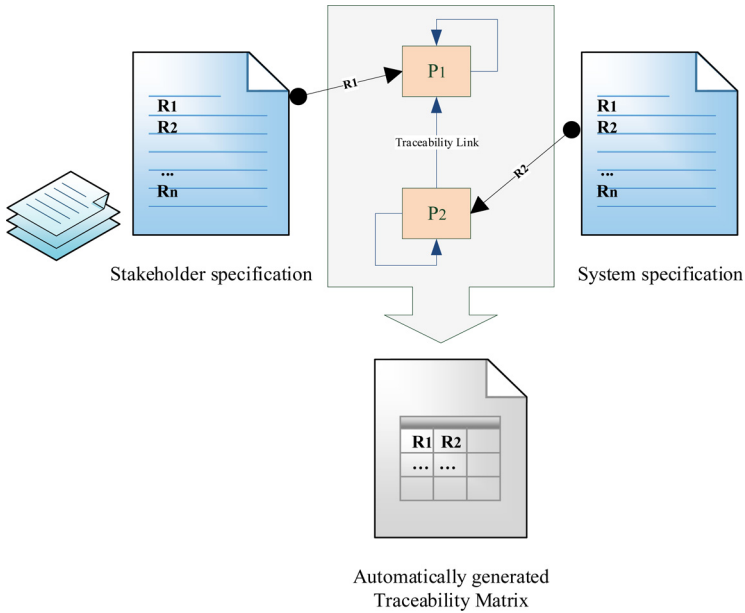 R1
R2
...
Rn
Stakeholder specification
R1
P1
Traceability Link
P2
R2
R1
R2
...
Rn
System specification
R1 R2
... ...
Automatically generated
Traceability Matrix